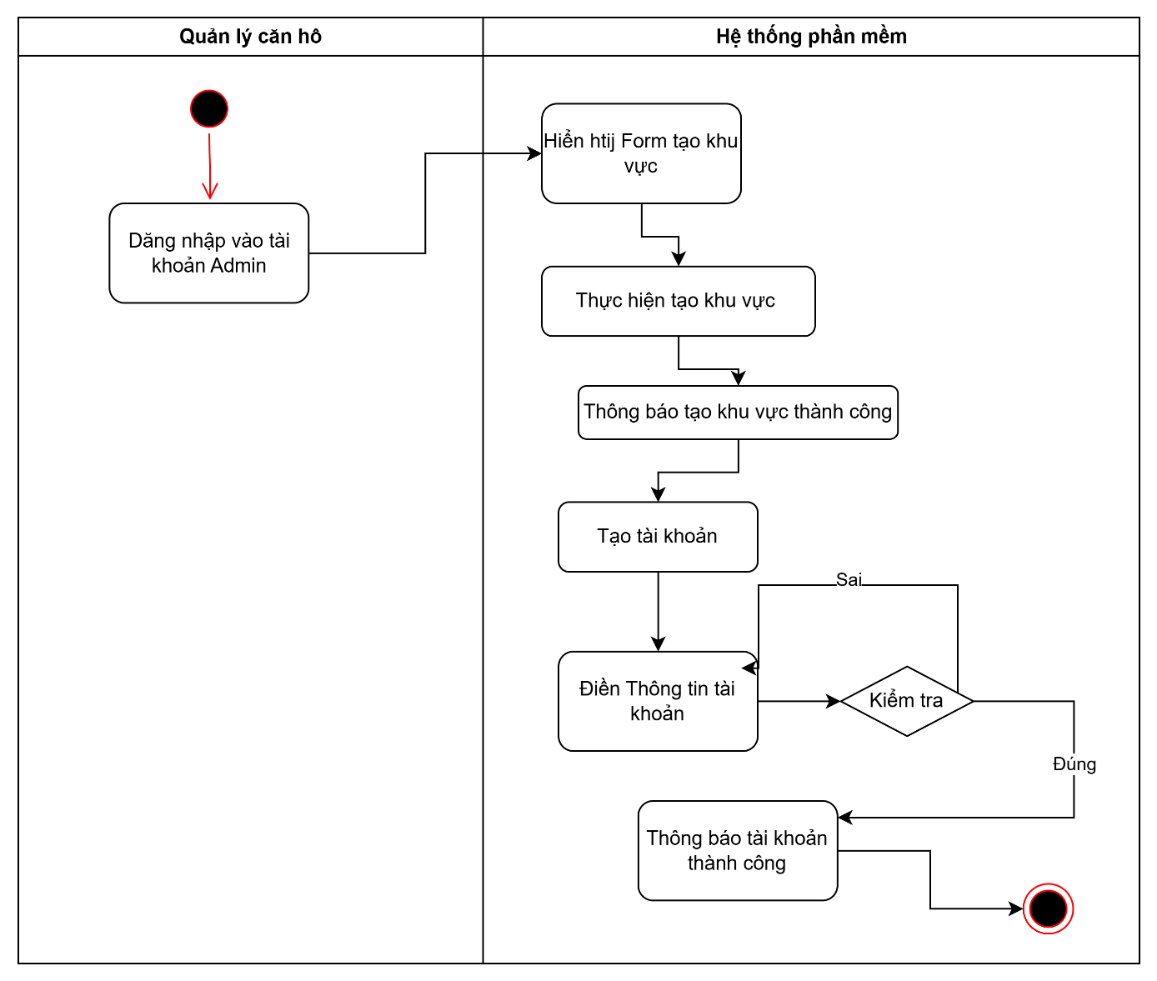 Quản lý căn hô
Hệ thống phần mềm
Hiển htij Form tạo khu
vực
Dăng nhập vào tài
khoản Admin
Thực hiện tạo khu vực
Thông báo tạo khu vực thành công
Tạo tài khoản
Sai
Điền Thông tin tài
khoản
Kiểm tra
Đúng
Thông báo tài khoản
thành công